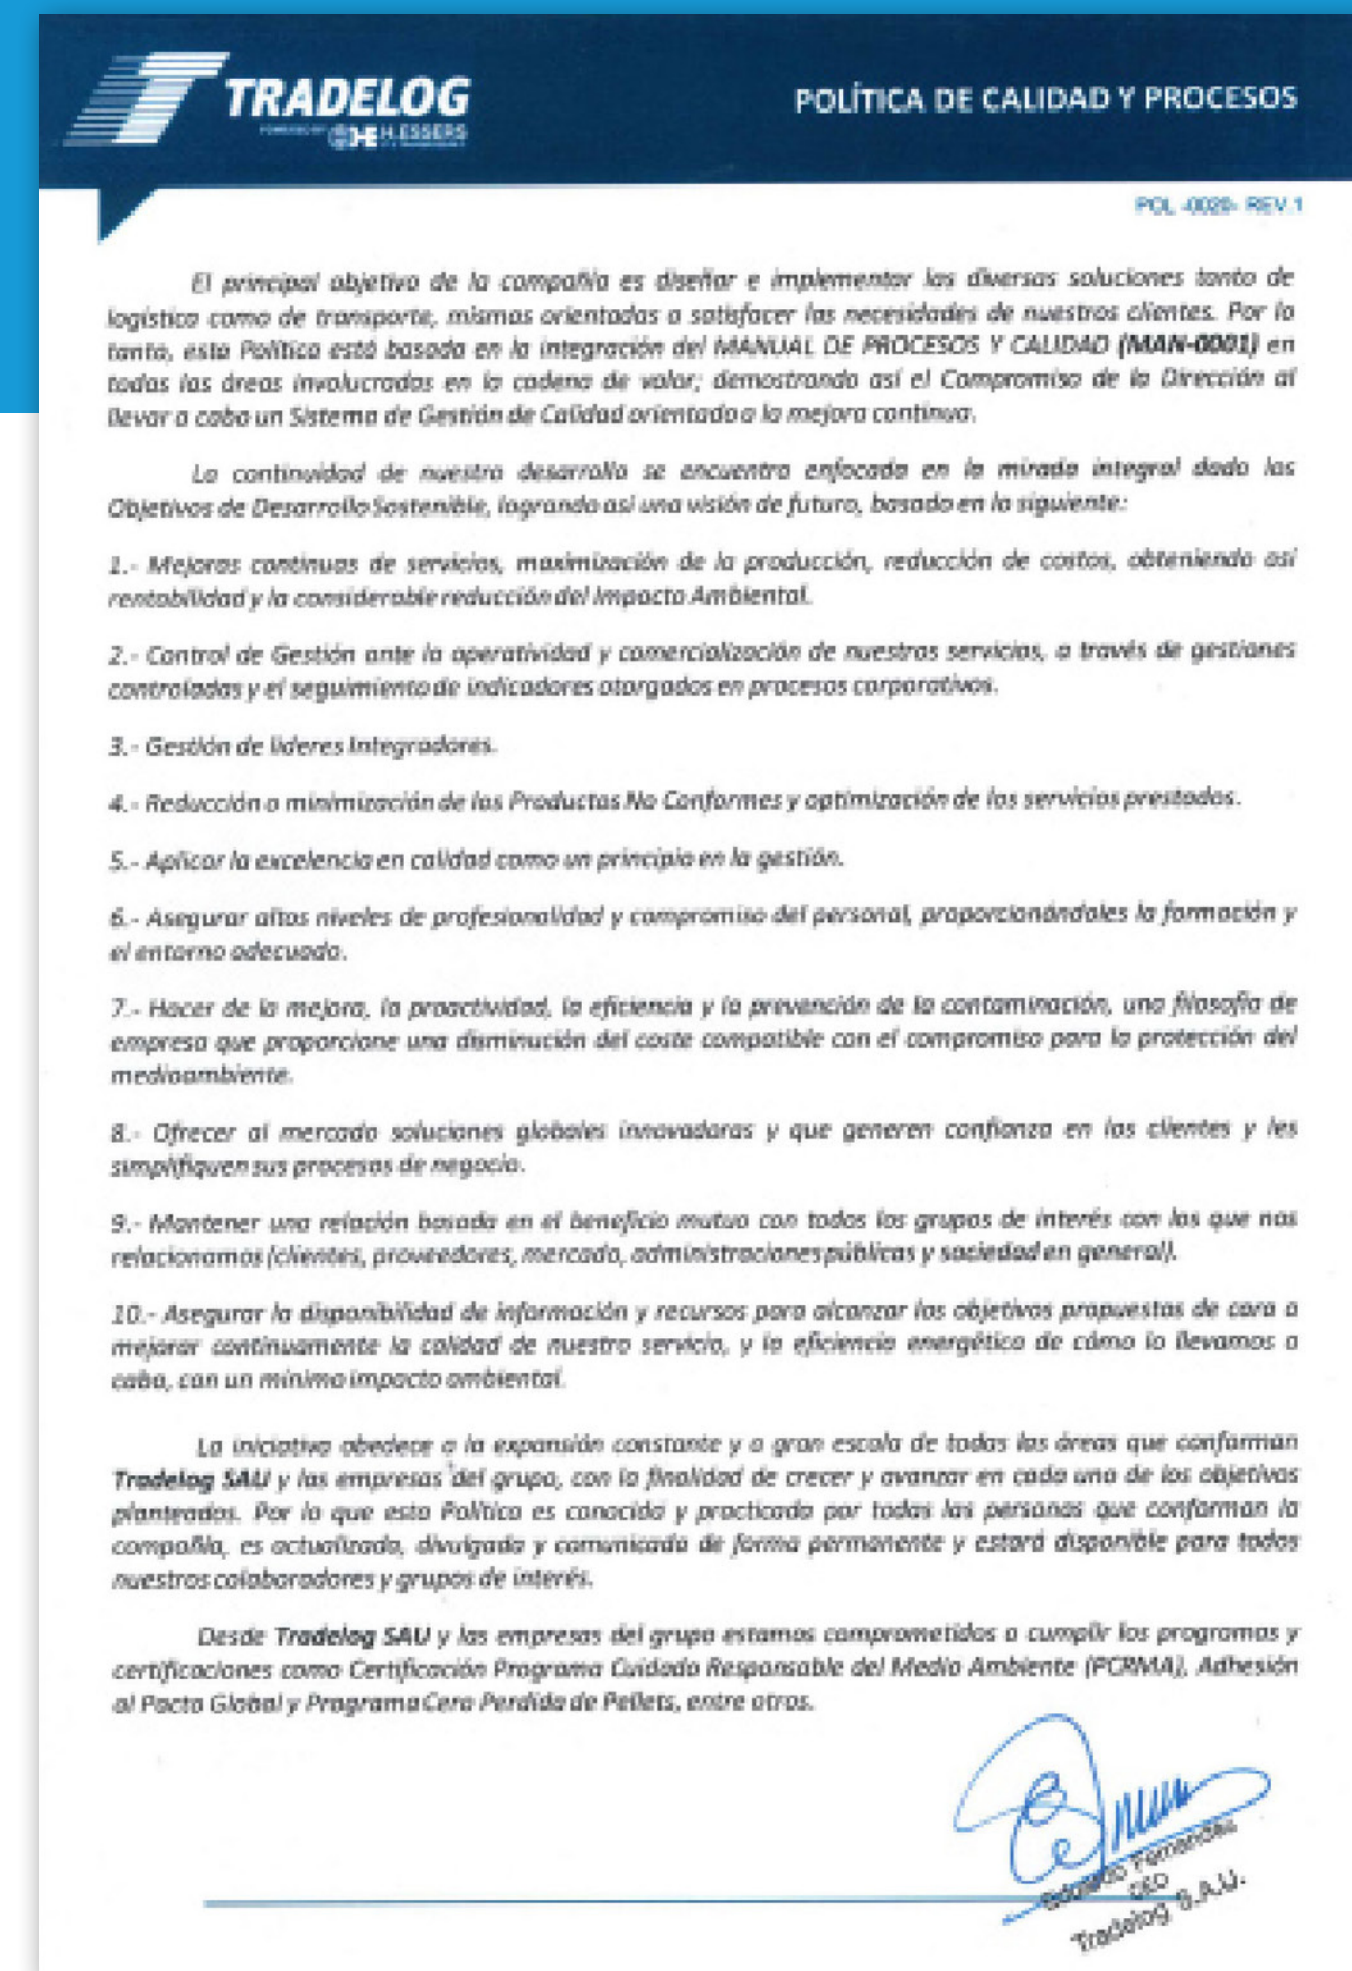 TRADELOG
POLÍTICA DE CALIDAD Y PROCESOS
POWERED BY H.ESSERS
POL -0020- REV.1
El principal objetivo de la compañía es diseñar e implementar las diversas soluciones tanto de
logística como de transporte, mismas orientadas a satisfacer las necesidades de nuestros clientes. Por lo
tanto, esta Política está basada en la integración del MANUAL DE PROCESOS Y CALIDAD (MAN-0001) en
todas las áreas involucradas en la cadena de valor; demostrando así el Compromiso de la Dirección al
llevar a cabo un Sistema de Gestión de Calidad orientado a la mejora continua.
La continuidad de nuestro desarrollo se encuentra enfocada en la mirada integral dado los
Objetivos de Desarrollo Sostenible, logrando así una visión de futuro, basado en lo siguiente:
1.- Mejoras continuas de servicios, maximización de la producción, reducción de costos, obteniendo así
rentabilidad y la considerable reducción del Impacto Ambiental.
2.- Control de Gestión ante la operatividad y comercialización de nuestros servicios, a través de gestiones
controladas y el seguimiento de indicadores otorgados en procesos corporativos.
3.- Gestión de líderes Integradores.
4.- Reducción o minimización de los Productos No Conformes y optimización de los servicios prestados.
5.- Aplicar la excelencia en calidad como un principio en la gestión.
6.- Asegurar altos niveles de profesionalidad y compromiso del personal, proporcionándoles la formación y
el entorno adecuado.
7.- Hacer de la mejora, la proactividad, la eficiencia y la prevención de la contaminación, una filosofía de
empresa que proporcione una disminución del coste compatible con el compromiso para la protección del
medioambiente.
8.- Ofrecer al mercado soluciones globales innovadoras y que generen confianza en los clientes y les
simplifiquen sus procesos de negocio.
9.- Mantener una relación basada en el beneficio mutuo con todos los grupos de interés con los que nos
relacionamos (clientes, proveedores, mercado, administraciones públicas y sociedad en general).
10.- Asegurar la disponibilidad de información y recursos para alcanzar los objetivos propuestos de cara a
mejorar continuamente la calidad de nuestro servicio, y la eficiencia energética de cómo lo llevamos a
cabo, con un mínimo impacto ambiental.
La iniciativa obedece a la expansión constante y a gran escala de todas las áreas que conforman
Tradelog SAU y las empresas del grupo, con la finalidad de crecer y avanzar en cada uno de los objetivos
planteados. Por lo que esta Política es conocida y practicada por todas las personas que conforman la
compañía, es actualizada, divulgada y comunicada de forma permanente y estará disponible para todos
nuestros colaboradores y grupos de interés.
Desde Tradelog SAU y las empresas del grupo estamos comprometidos a cumplir los programas y
certificaciones como Certificación Programa Cuidado Responsable del Medio Ambiente (PCRMA), Adhesión
al Pacto Global y Programa Cero Perdida de Pellets, entre otros.
Eduardo Fernández
CEO
Tradelog S.A.U.